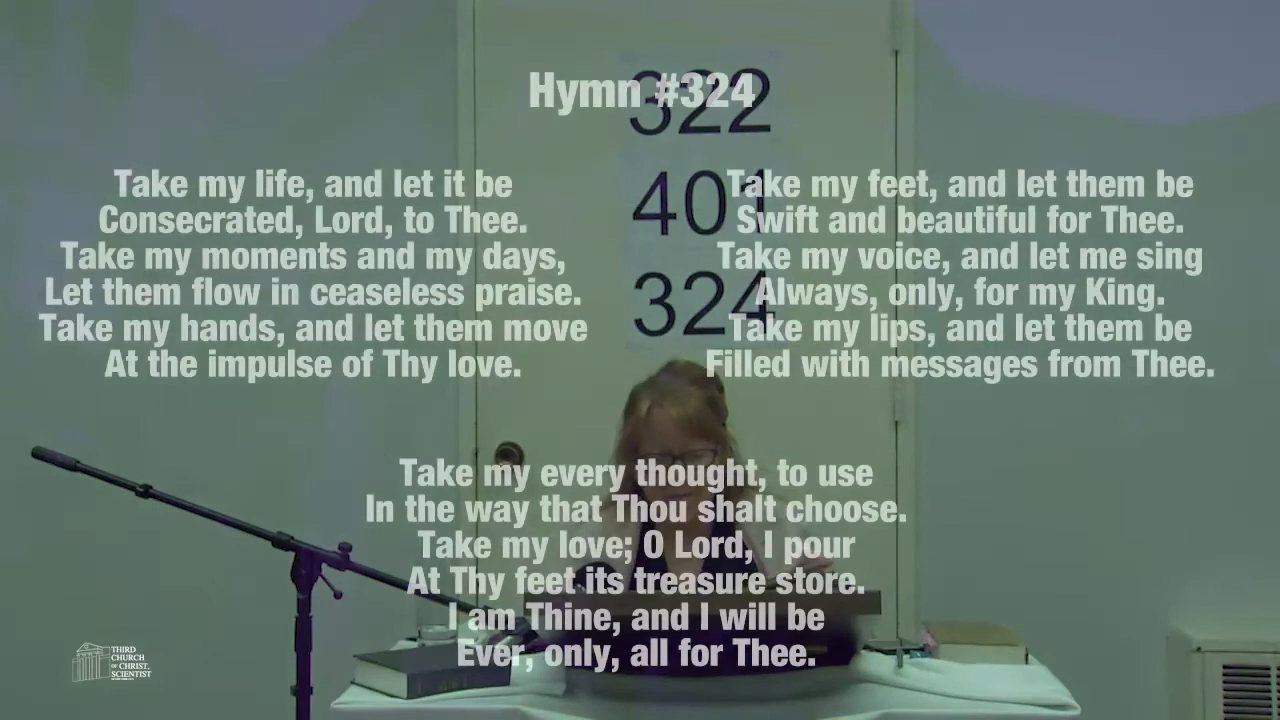 Hymn #324
322
401
324
Take my life, and let it be
Consecrated, Lord, to Thee.
Take my moments and my days,
Let them flow in ceaseless praise.
Take my hands, and let them move
At the impulse of Thy love.
Take my feet, and let them be
Swift and beautiful for Thee.
Take my voice, and let me sing
Always, only, for my King.
Take my lips, and let them be
Filled with messages from Thee.
Take my every thought, to use
In the way that Thou shalt choose.
Take my love; O Lord, I pour
At Thy feet its treasure store.
I am Thine, and I will be
Ever, only, all for Thee.
THIRD
CHURCH
OF CHRIST,
SCIENTIST